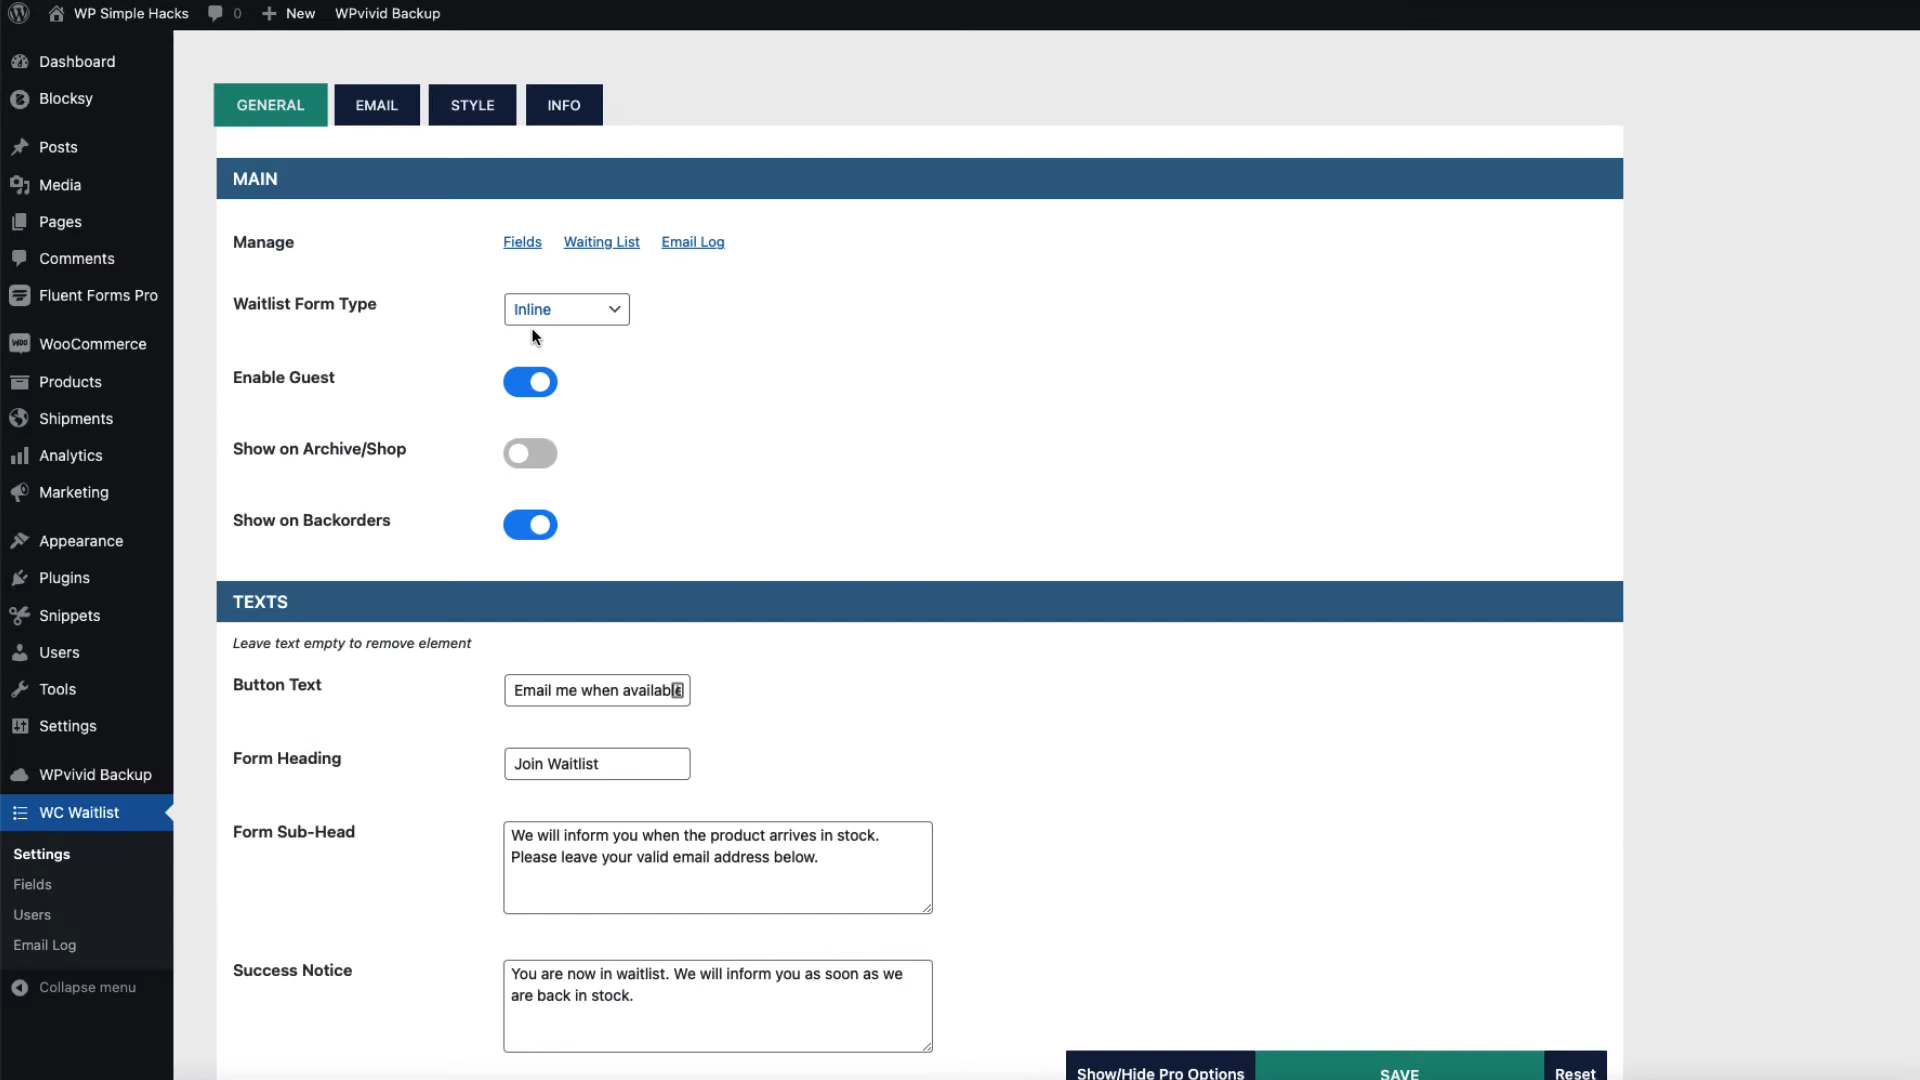 WP Simple Hacks 0 New WPvivid Backup
Dashboard
Blocksy
Posts
Media
Pages
Comments
Fluent Forms Pro
WooCommerce
Products
Shipments
Analytics
Marketing
Appearance
Plugins
Snippets
Users
Tools
Settings
WPvivid Backup
WC Waitlist
Settings
Fields
Users
Email Log
Collapse menu
GENERAL EMAIL STYLE INFO
MAIN
Manage Fields Waiting List Email Log
Waitlist Form Type Inline
Enable Guest
Show on Archive/Shop
Show on Backorders
TEXTS
Leave text empty to remove element
Button Text Email me when available
Form Heading Join Waitlist
Form Sub-Head We will inform you when the product arrives in stock.
Please leave your valid email address below.
Success Notice You are now in waitlist. We will inform you as soon as we
are back in stock.
Show/Hide Pro Options SAVE Reset